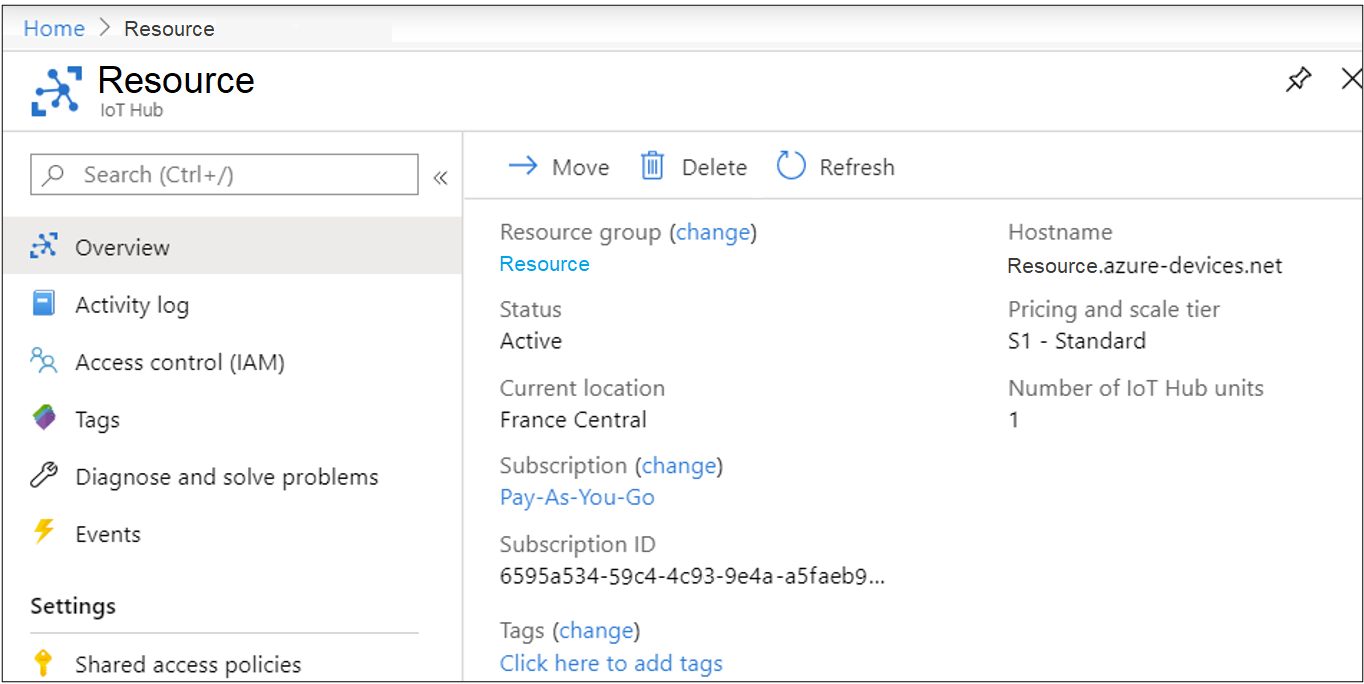 Home > Resource
Resource
IoT Hub
Search (Ctrl+/)
«
Overview
Activity log
Access control (IAM)
Tags
Diagnose and solve problems
Events
Settings
Shared access policies
Move Delete Refresh
Resource group (change)
Resource
Status
Active
Current location
France Central
Subscription (change)
Pay-As-You-Go
Subscription ID
6595a534-59c4-4c93-9e4a-a5faeb9...
Tags (change)
Click here to add tags
Hostname
Resource.azure-devices.net
Pricing and scale tier
S1 - Standard
Number of IoT Hub units
1